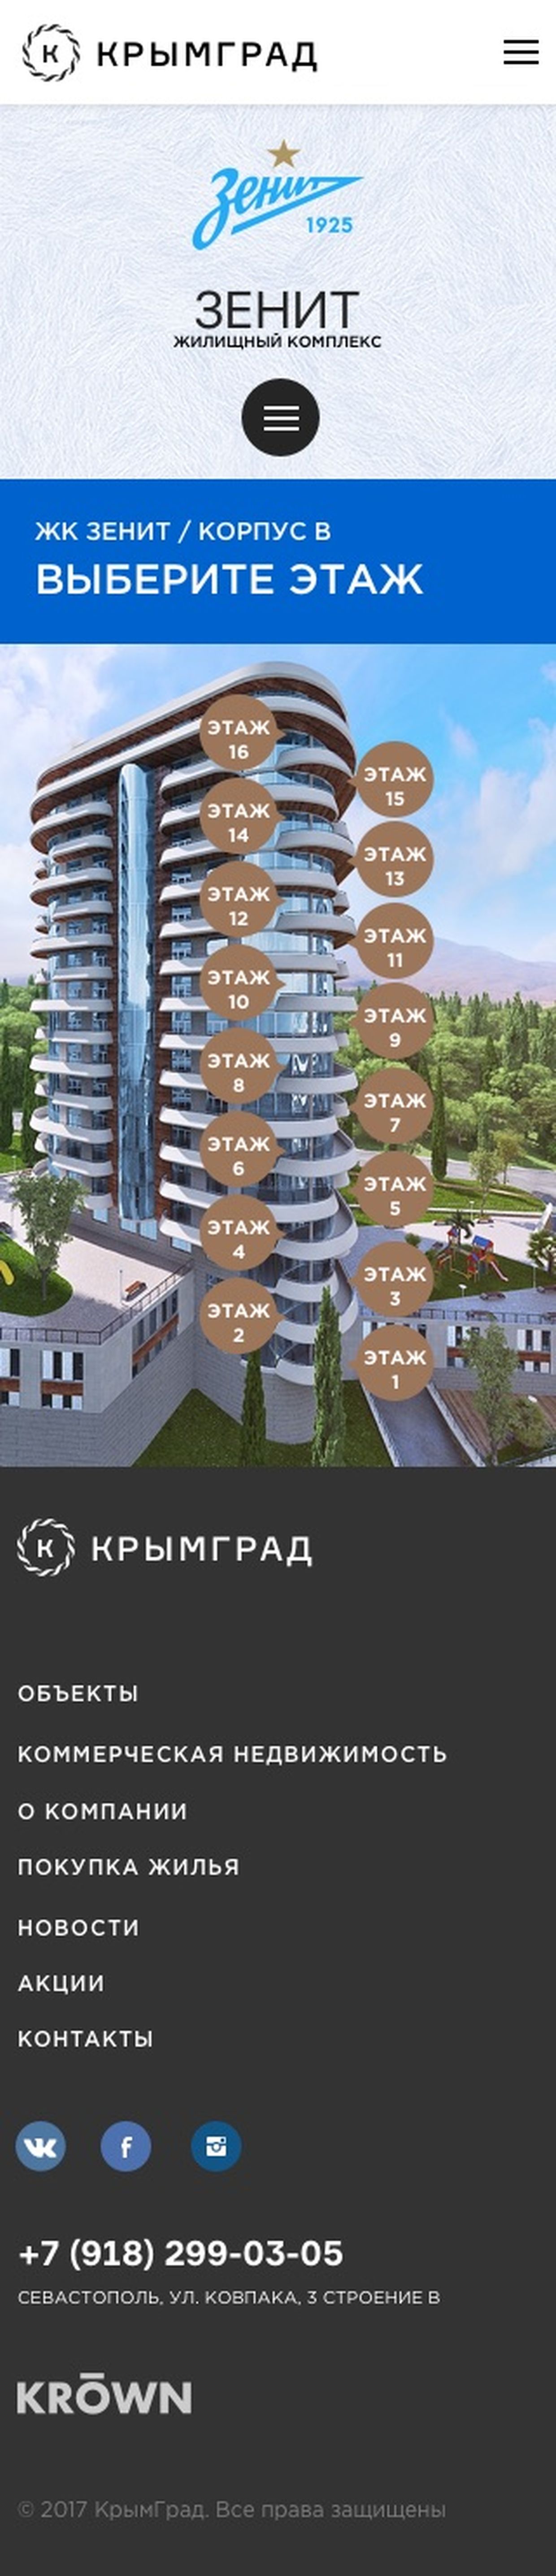 К КРЫМГРАД
Зенит
1925
ЗЕНИТ
ЖИЛИЩНЫЙ КОМПЛЕКС
ЖК ЗЕНИТ / КОРПУС В
ВЫБЕРИТЕ ЭТАЖ
ЭТАЖ
16
ЭТАЖ
15
ЭТАЖ
14
ЭТАЖ
13
ЭТАЖ
12
ЭТАЖ
11
ЭТАЖ
10
ЭТАЖ
9
ЭТАЖ
8
ЭТАЖ
7
ЭТАЖ
6
ЭТАЖ
5
ЭТАЖ
4
ЭТАЖ
3
ЭТАЖ
2
ЭТАЖ
1
К КРЫМГРАД
ОБЪЕКТЫ
КОММЕРЧЕСКАЯ НЕДВИЖИМОСТЬ
О КОМПАНИИ
ПОКУПКА ЖИЛЬЯ
НОВОСТИ
АКЦИИ
КОНТАКТЫ
+7 (918) 299-03-05
СЕВАСТОПОЛЬ, УЛ. КОВПАКА, 3 СТРОЕНИЕ В
KRŌWN
© 2017 КрымГрад. Все права защищены